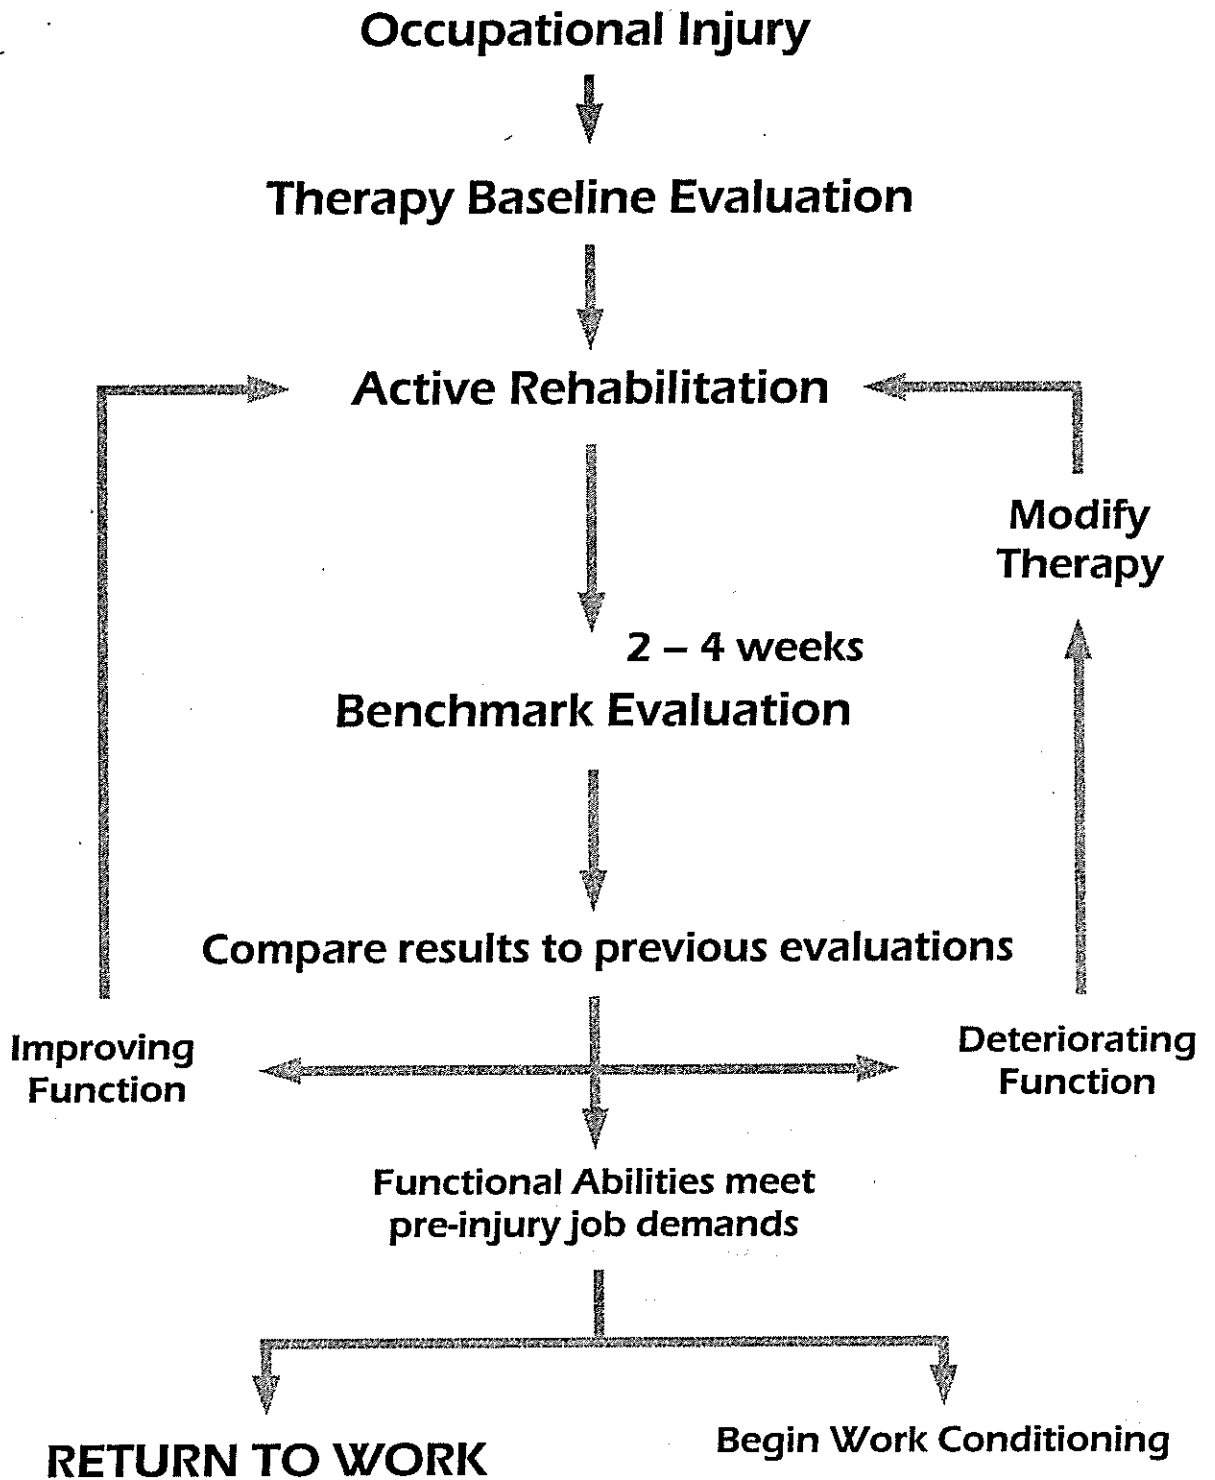 Occupational Injury
Therapy Baseline Evaluation
Active Rehabilitation
Modify
Therapy
2 – 4 weeks
Benchmark Evaluation
Compare results to previous evaluations
Improving
Function
Deteriorating
Function
Functional Abilities meet
pre-injury job demands
RETURN TO WORK
Begin Work Conditioning